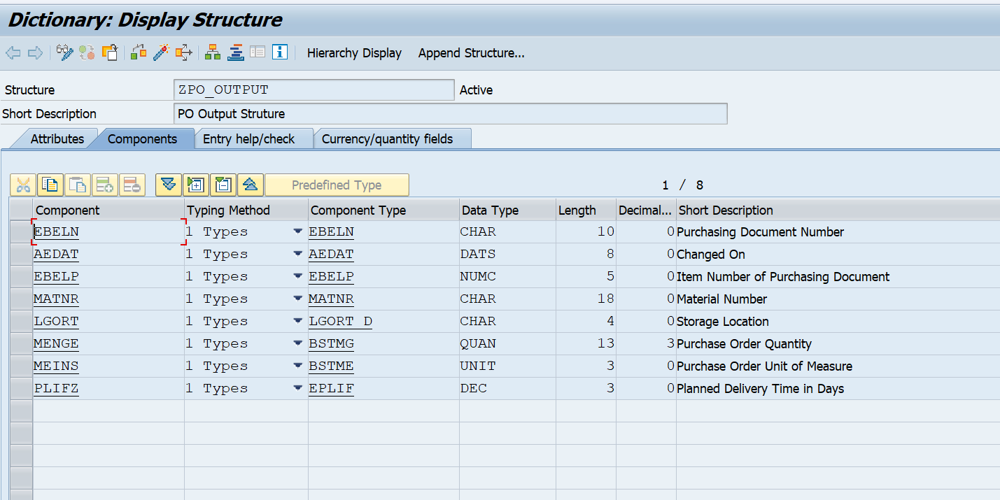 Dictionary: Display Structure
Hierarchy Display Append Structure...
Structure ZPO_OUTPUT Active
Short Description PO Output Struture
Attributes Components Entry help/check Currency/quantity fields
Predefined Type 1 / 8
Component Typing Method Component Type Data Type Length Decimal... Short Description
EBELN 1 Types EBELN CHAR 10 0 Purchasing Document Number
AEDAT 1 Types AEDAT DATS 8 0 Changed On
EBELP 1 Types EBELP NUMC 5 0 Item Number of Purchasing Document
MATNR 1 Types MATNR CHAR 18 0 Material Number
LGORT 1 Types LGORT_D CHAR 4 0 Storage Location
MENGE 1 Types BSTMG QUAN 13 3 Purchase Order Quantity
MEINS 1 Types BSTME UNIT 3 0 Purchase Order Unit of Measure
PLIFZ 1 Types EPLIF DEC 3 0 Planned Delivery Time in Days